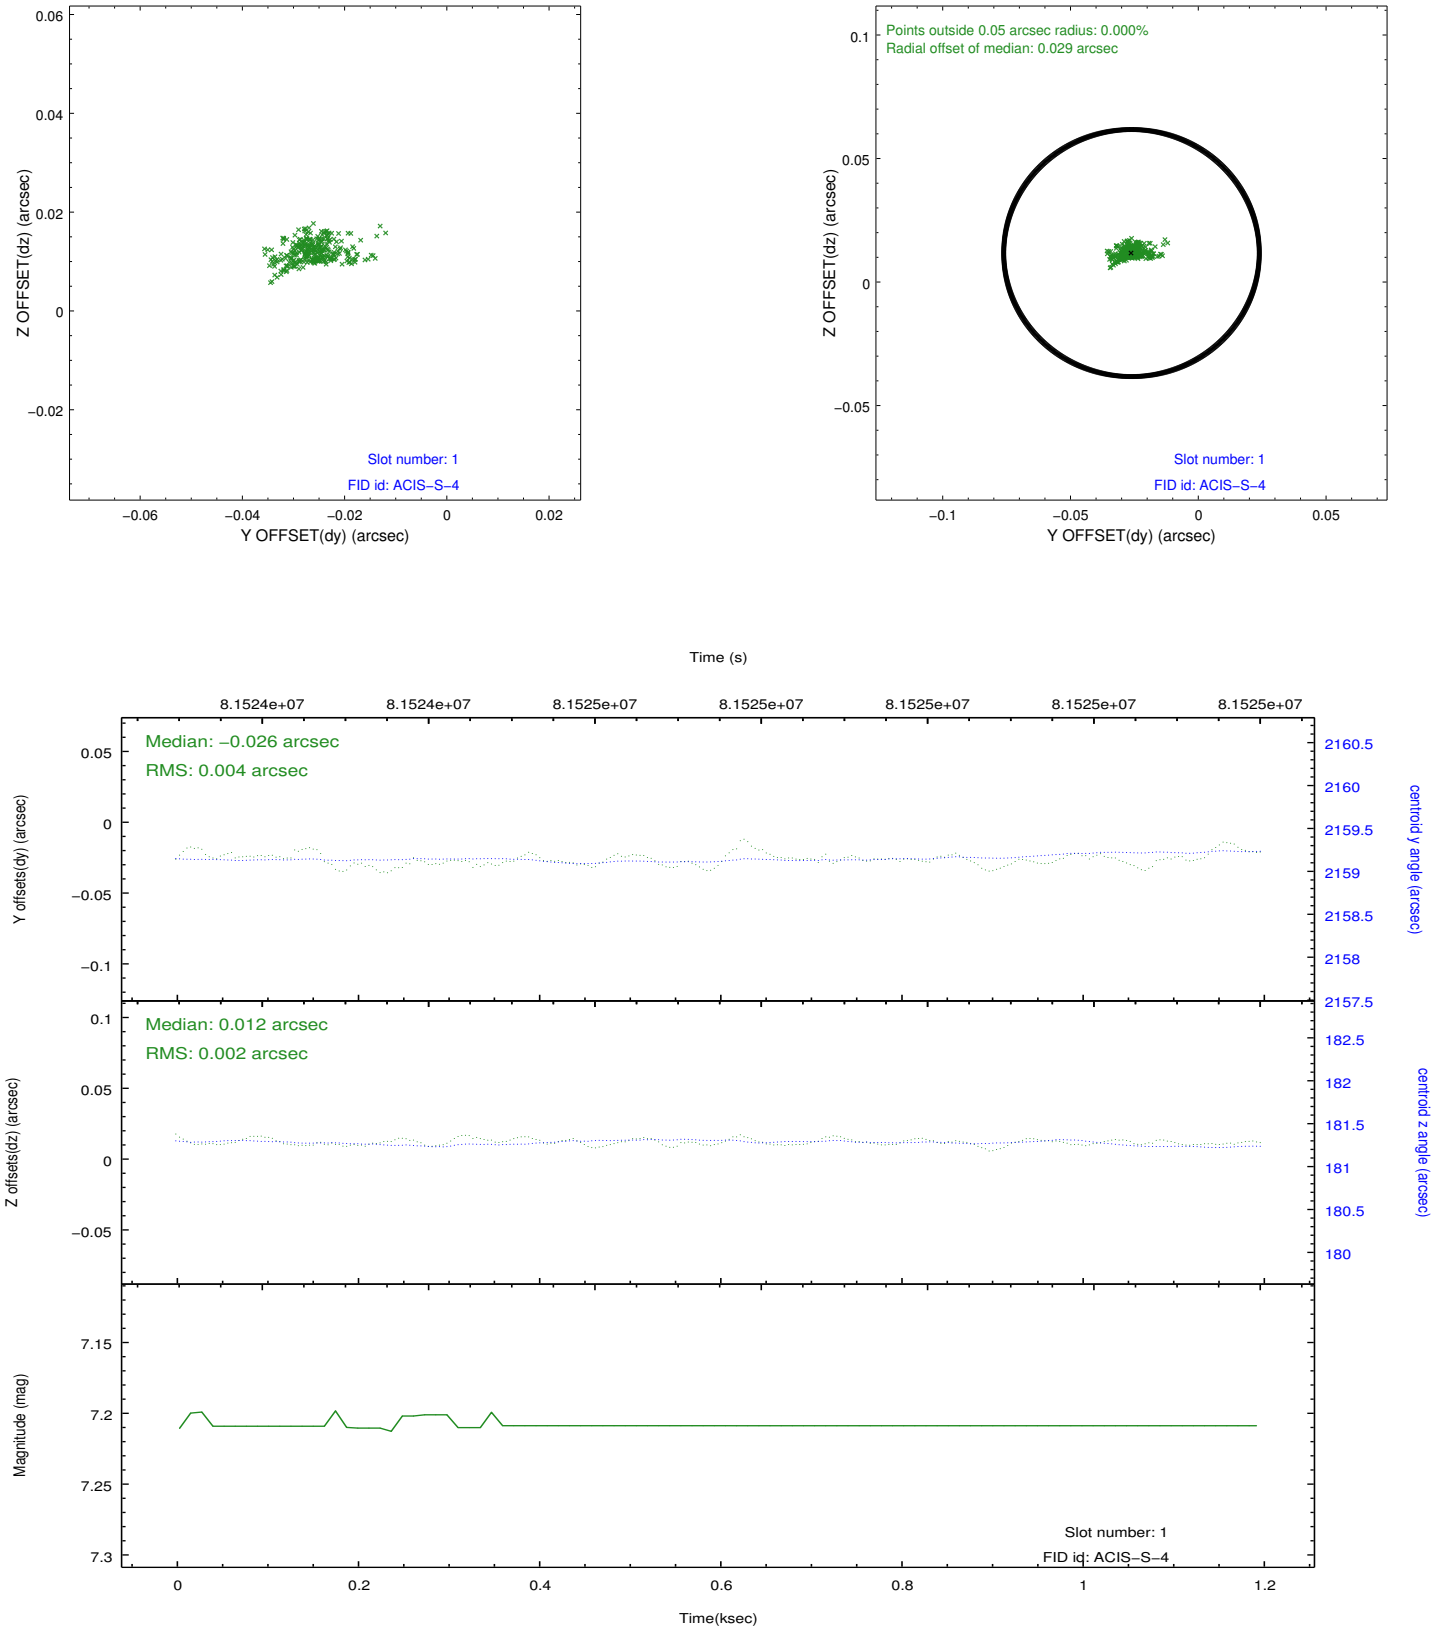 0.06
0.04
0.02
0
−0.02
Z OFFSET(dz) (arcsec)
Slot number: 1
FID id: ACIS−S−4
−0.06
−0.04
−0.02
0
0.02
Y OFFSET(dy) (arcsec)
Points outside 0.05 arcsec radius: 0.000%
Radial offset of median: 0.029 arcsec
0.1
0.05
0
−0.05
Z OFFSET(dz) (arcsec)
Slot number: 1
FID id: ACIS−S−4
−0.1
−0.05
0
0.05
Y OFFSET(dy) (arcsec)
Time (s)
8.1524e+07
8.1524e+07
8.1525e+07
8.1525e+07
8.1525e+07
8.1525e+07
8.1525e+07
Median: −0.026 arcsec
RMS: 0.004 arcsec
0.05
0
−0.05
−0.1
Y offsets(dy) (arcsec)
2160.5
2160
2159.5
2159
2158.5
2158
2157.5
centroid y angle (arcsec)
Median: 0.012 arcsec
RMS: 0.002 arcsec
0.1
0.05
0
−0.05
Z offsets(dz) (arcsec)
182.5
182
181.5
181
180.5
180
centroid z angle (arcsec)
7.15
7.2
7.25
7.3
Magnitude (mag)
Slot number: 1
FID id: ACIS−S−4
0
0.2
0.4
0.6
0.8
1
1.2
Time(ksec)